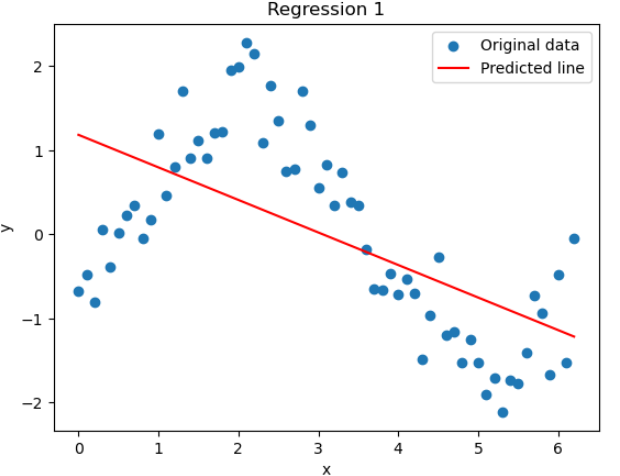 Regression 1
Original data
Predicted line
y
2
1
0
−1
−2
0 1 2 3 4 5 6
x